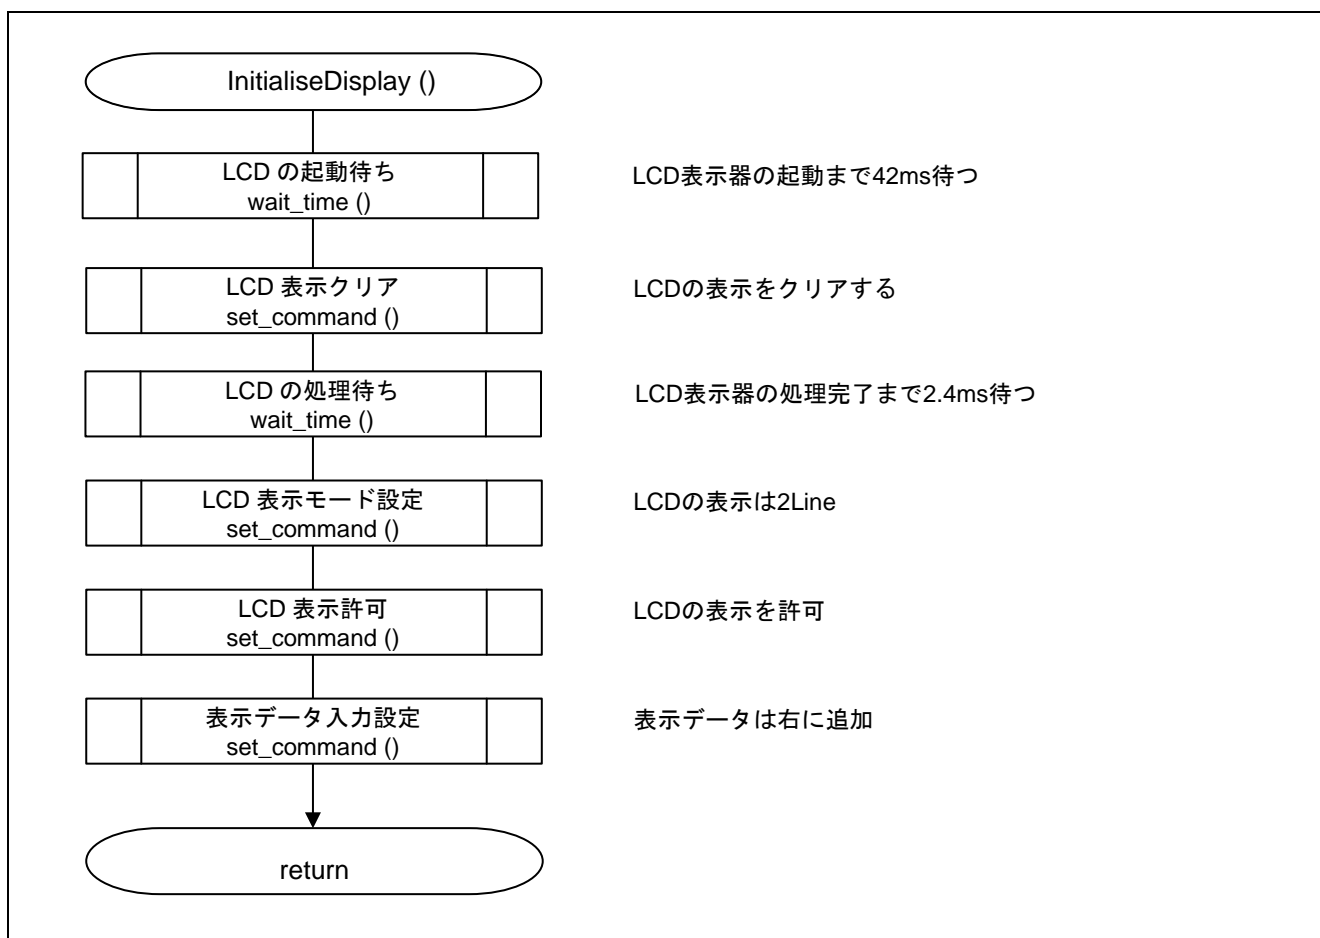 InitialiseDisplay ()
LCD の起動待ち
wait_time ()
LCD表示器の起動まで42ms待つ
LCD 表示クリア
set_command ()
LCDの表示をクリアする
LCD の処理待ち
wait_time ()
LCD表示器の処理完了まで2.4ms待つ
LCD 表示モード設定
set_command ()
LCDの表示は2Line
LCD 表示許可
set_command ()
LCDの表示を許可
表示データ入力設定
set_command ()
表示データは右に追加
return